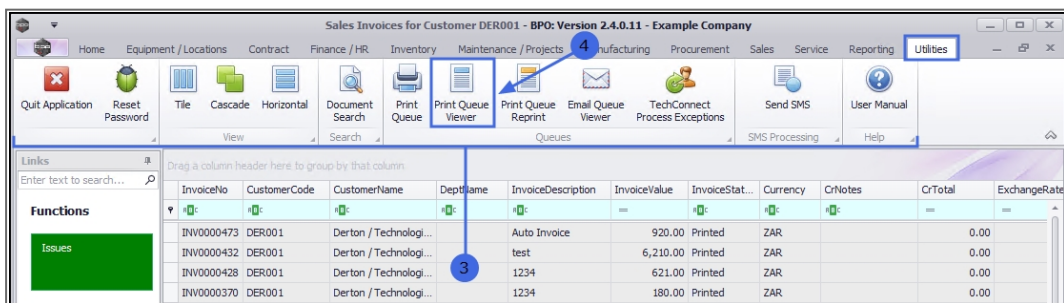 Sales Invoices for Customer DER001 - BPO: Version 2.4.0.11 - Example Company
Home Equipment / Locations Contract Finance / HR Inventory Maintenance / Projects 4 nufacturing Procurement Sales Service Reporting Utilities
Quit Application Reset Password Tile Cascade Horizontal Document Search Print Queue Print Queue Viewer Print Queue Reprint Email Queue Viewer TechConnect Process Exceptions Send SMS User Manual
View Search Queues SMS Processing Help
Links Drag a column header here to group by that column
Enter text to search...
InvoiceNo CustomerCode CustomerName DeptName InvoiceDescription InvoiceValue InvoiceStat... Currency CrNotes CrTotal ExchangeRate
Functions
Issues
INV0000473 DER001 Derton / Technologi... Auto Invoice 920.00 Printed ZAR 0.00
INV0000432 DER001 Derton / Technologi... test 6,210.00 Printed ZAR 0.00
INV0000428 DER001 Derton / Technologi... 3 1234 621.00 Printed ZAR 0.00
INV0000370 DER001 Derton / Technologi... 1234 180.00 Printed ZAR 0.00